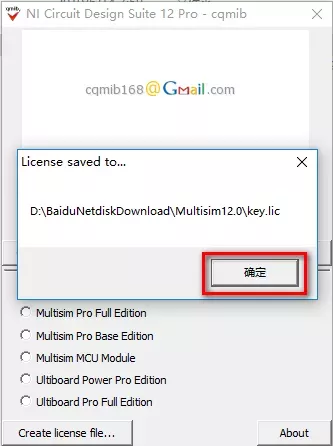 NI Circuit Design Suite 12 Pro - cqmib
cqmib168@Gmail.com
License saved to...
D:\BaiduNetdiskDownload\Multisim12.0\key.lic
确定
Multisim Pro Full Edition
Multisim Pro Base Edition
Multisim MCU Module
Ultiboard Power Pro Edition
Ultiboard Pro Full Edition
Create license file...
About